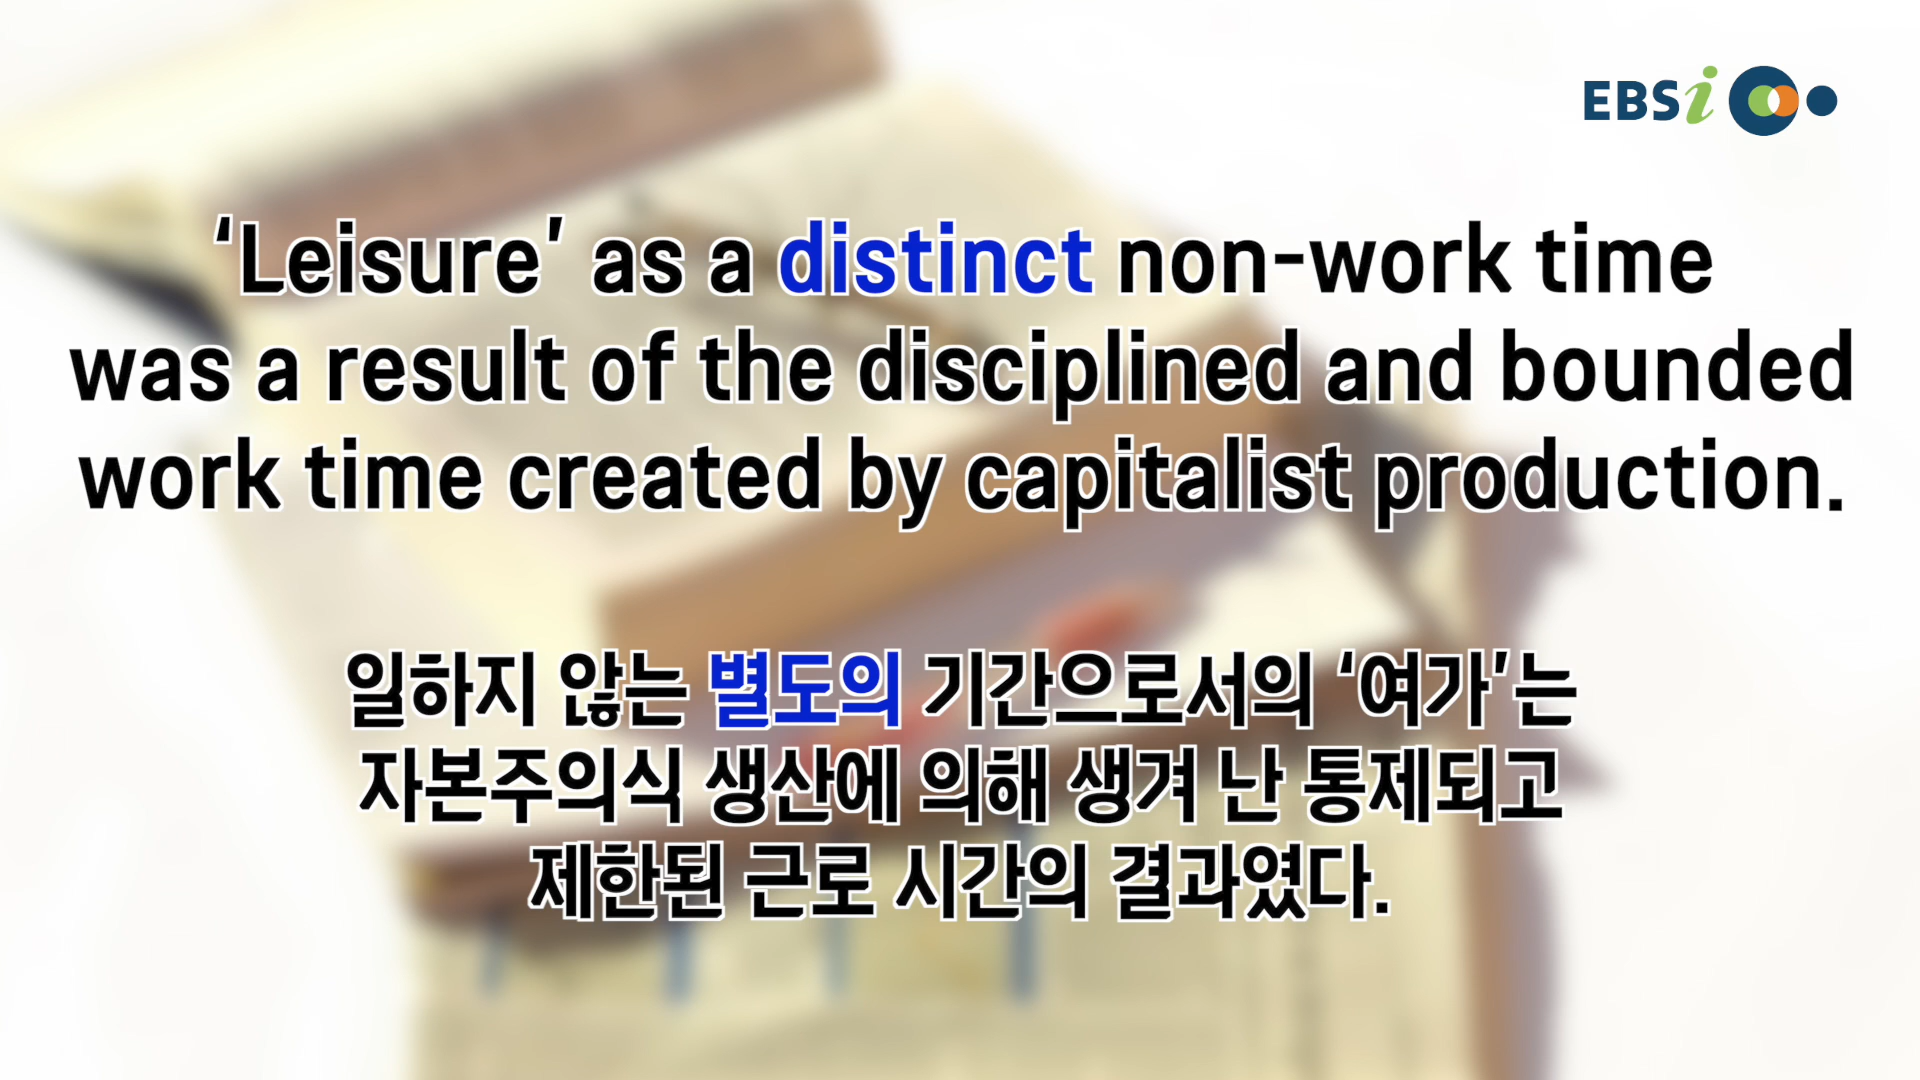 EBSi
‘Leisure’ as a distinct non-work time
was a result of the disciplined and bounded
work time created by capitalist production.
일하지 않는 별도의 기간으로서의 ‘여가’는
자본주의식 생산에 의해 생겨 난 통제되고
제한된 근로 시간의 결과였다.